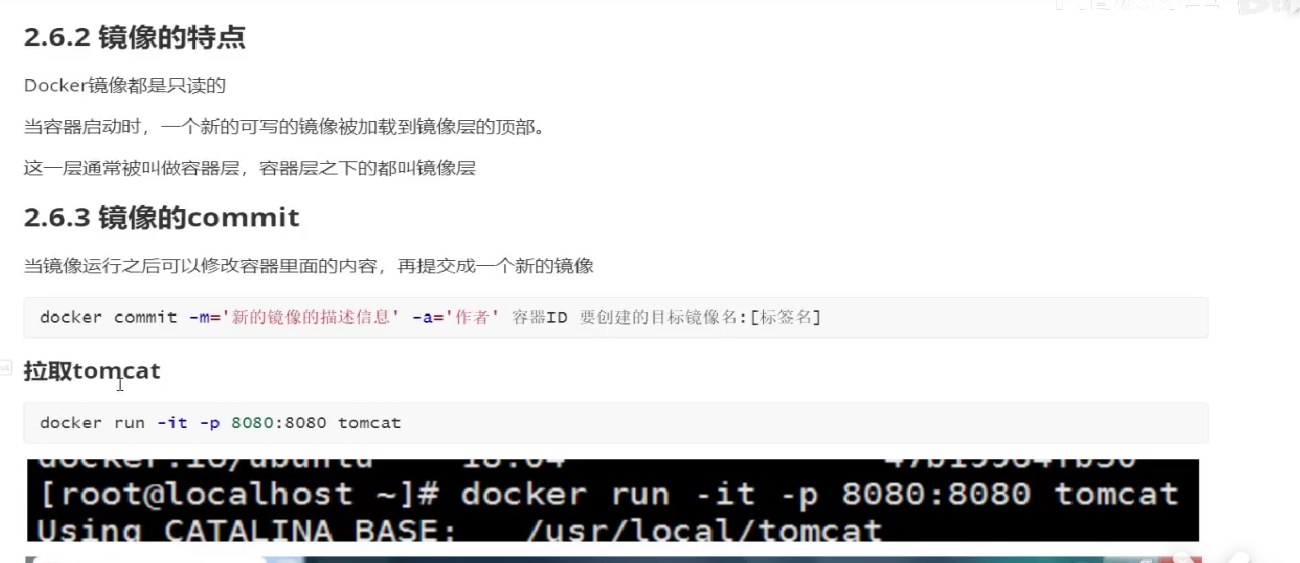 2.6.2 镜像的特点
Docker镜像都是只读的
当容器启动时，一个新的可写的镜像被加载到镜像层的顶部。
这一层通常被叫做容器层，容器层之下的都叫镜像层
2.6.3 镜像的commit
当镜像运行之后可以修改容器里面的内容，再提交成一个新的镜像
docker commit -m='新的镜像的描述信息' -a='作者' 容器ID 要创建的目标镜像名:[标签名]
拉取tomcat
docker run -it -p 8080:8080 tomcat
docker.io/ubuntu 18.04
[root@localhost ~]# docker run -it -p 8080:8080 tomcat
Using CATALINA_BASE: /usr/local/tomcat